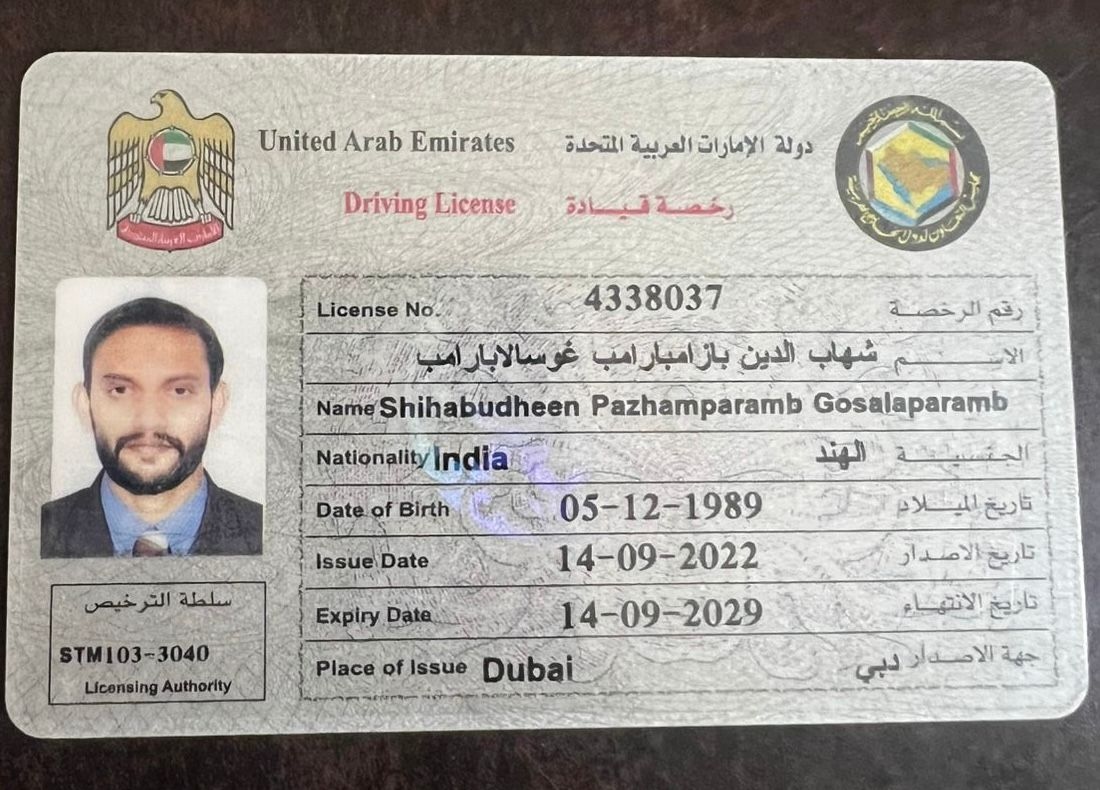 United Arab Emirates دولة الإمارات العربية المتحدة
Driving License رخصة قيادة
License No. 4338037 رقم الرخصة
الاسم شهاب الدين بازامبارامب غوسالابارامب
Name Shihabudheen Pazhamparamb Gosalaparamb
Nationality India الهند الجنسية
Date of Birth 05-12-1989 تاريخ الميلاد
Issue Date 14-09-2022 تاريخ الاصدار
Expiry Date 14-09-2029 تاريخ الانتهاء
Place of Issue Dubai دبي جهة الاصدار
سلطة الترخيص
STM103-3040
Licensing Authority